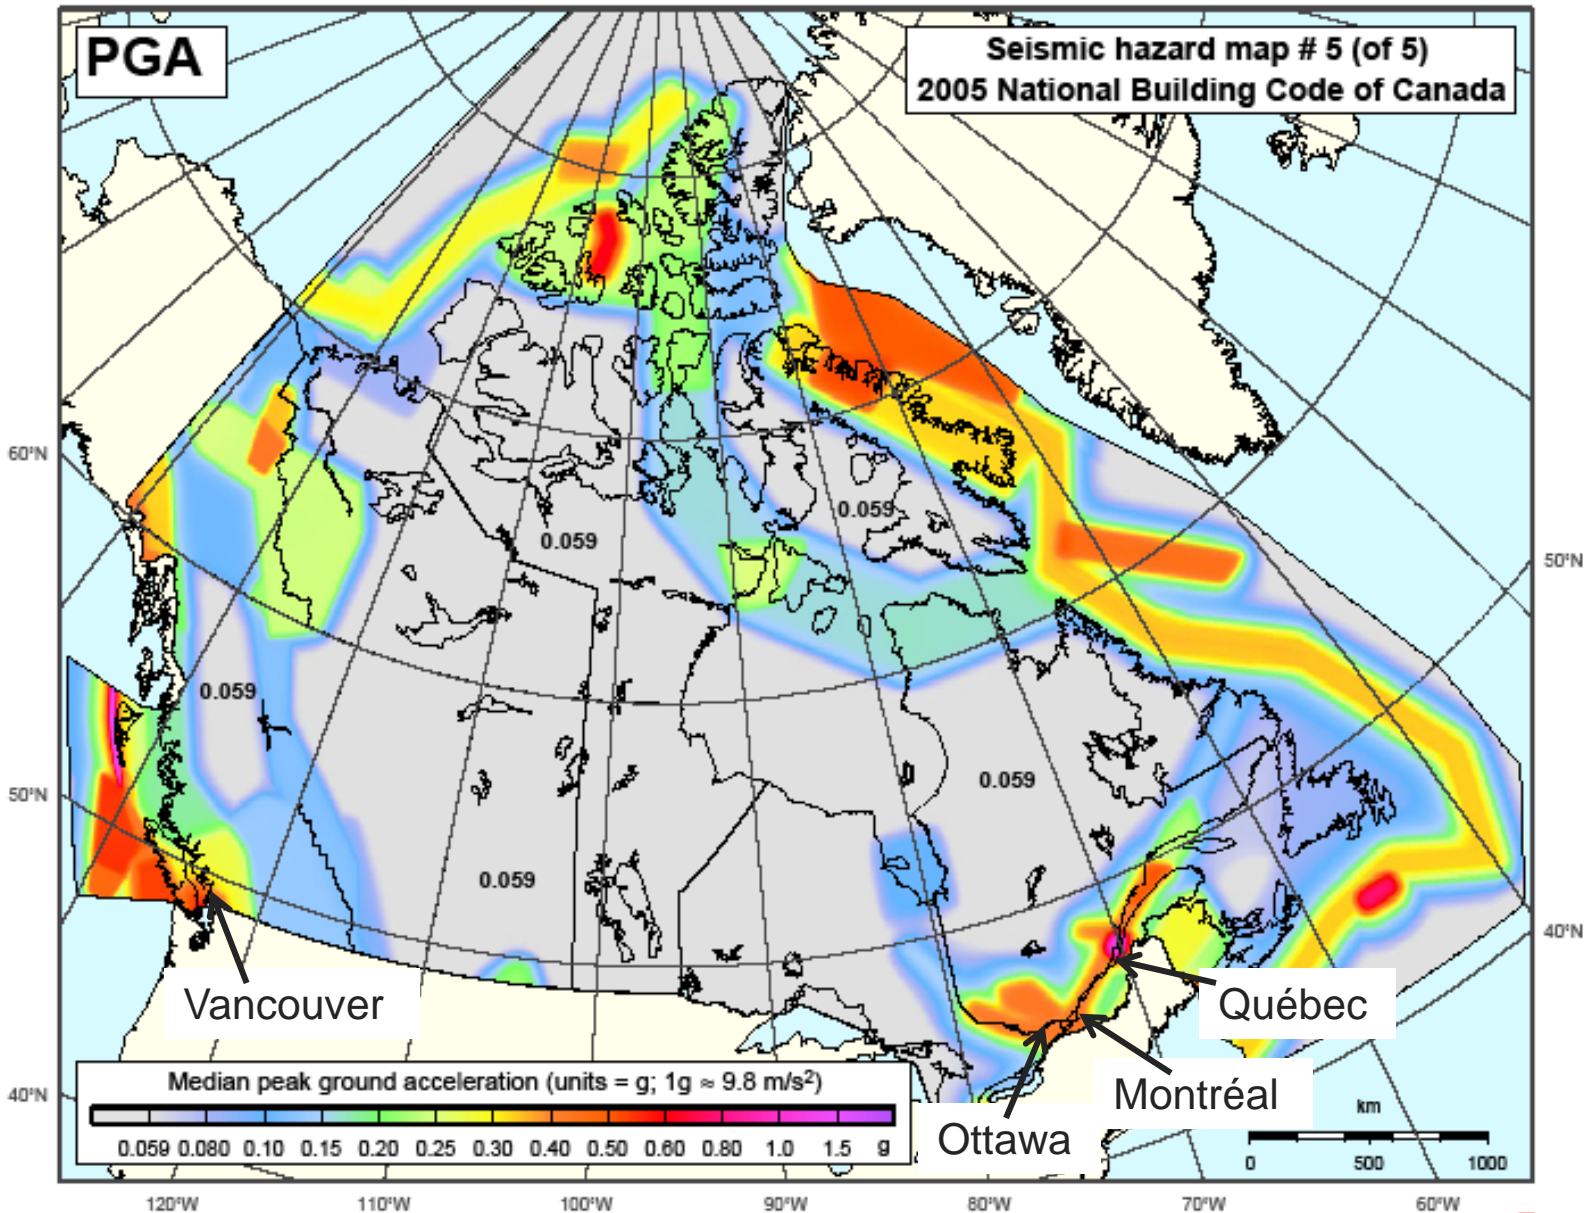 PGA
Seismic hazard map # 5 (of 5)
2005 National Building Code of Canada
60°N
50°N
40°N
50°N
40°N
0.059
0.059
0.059
0.059
0.059
Vancouver
Québec
Montréal
Ottawa
Median peak ground acceleration (units = g; 1g ≈ 9.8 m/s²)
0.059 0.080 0.10 0.15 0.20 0.25 0.30 0.40 0.50 0.60 0.80 1.0 1.5 g
km
0 500 1000
120°W 110°W 100°W 90°W 80°W 70°W 60°W